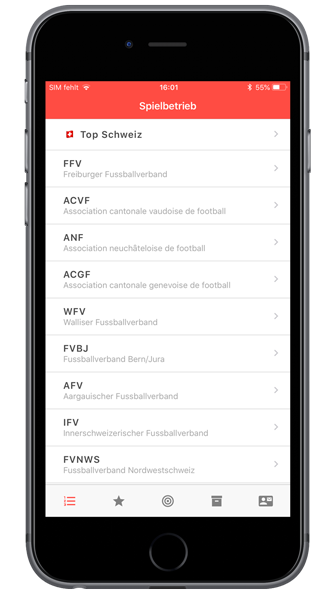 SIM fehlt 16:01 55%
Spielbetrieb
Top Schweiz
FFV
Freiburger Fussballverband
ACVF
Association cantonale vaudoise de football
ANF
Association neuchâteloise de football
ACGF
Association cantonale genevoise de football
WFV
Walliser Fussballverband
FVBJ
Fussballverband Bern/Jura
AFV
Aargauischer Fussballverband
IFV
Innerschweizerischer Fussballverband
FVNWS
Fussballverband Nordwestschweiz